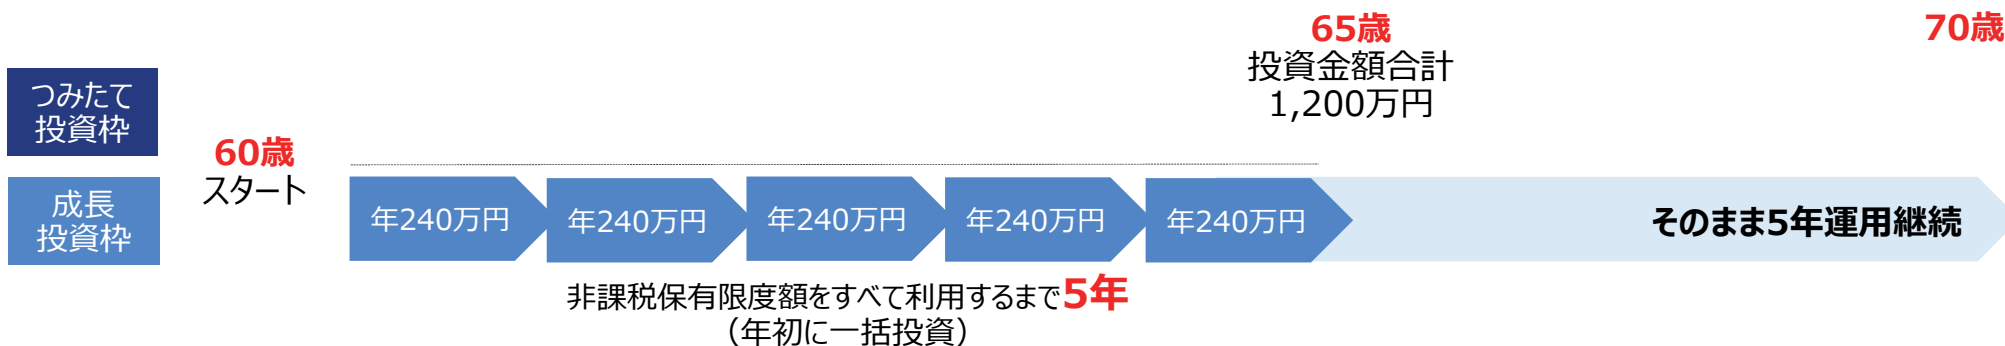 65歳
投資金額合計
1,200万円
70歳
つみたて
投資枠
60歳
スタート
成長
投資枠
年240万円
年240万円
年240万円
年240万円
年240万円
そのまま5年運用継続
非課税保有限度額をすべて利用するまで5年
（年初に一括投資）